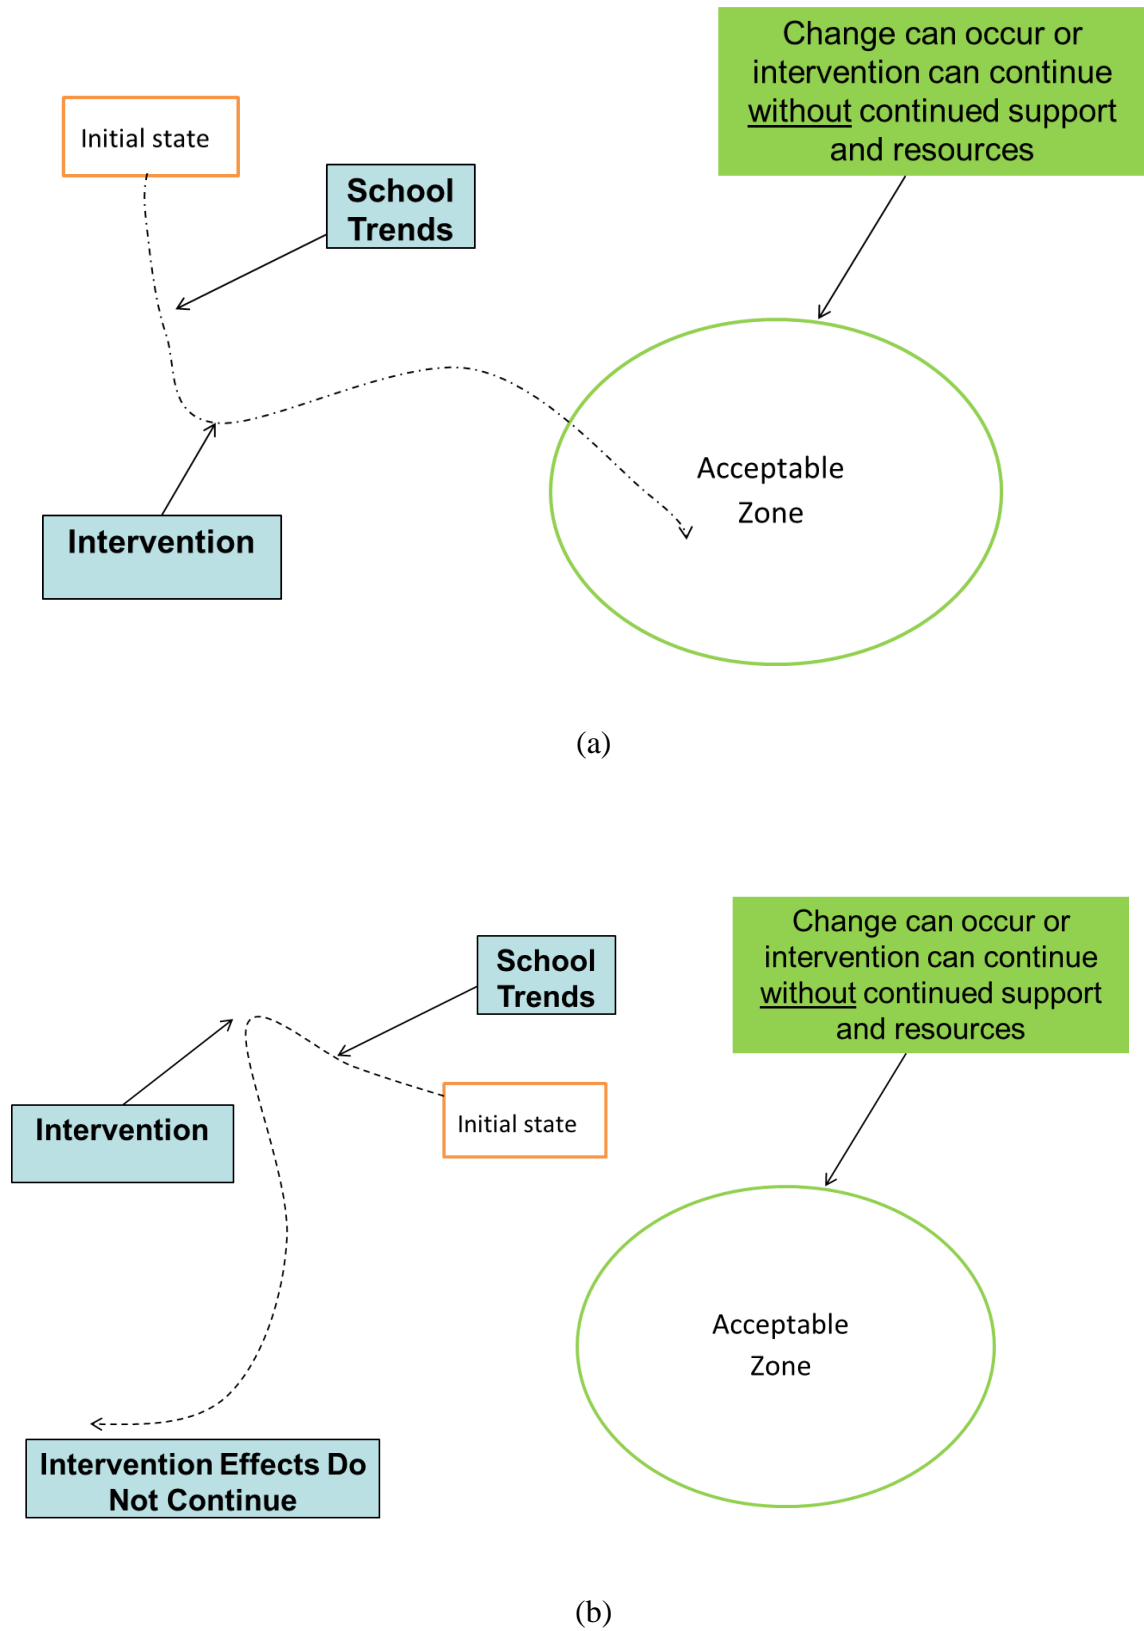 Change can occur or
intervention can continue
without continued support
and resources
Initial state
School
Trends
Acceptable
Zone
Intervention
(a)
Change can occur or
intervention can continue
without continued support
and resources
School
Trends
Intervention
Initial state
Acceptable
Zone
Intervention Effects Do
Not Continue
(b)